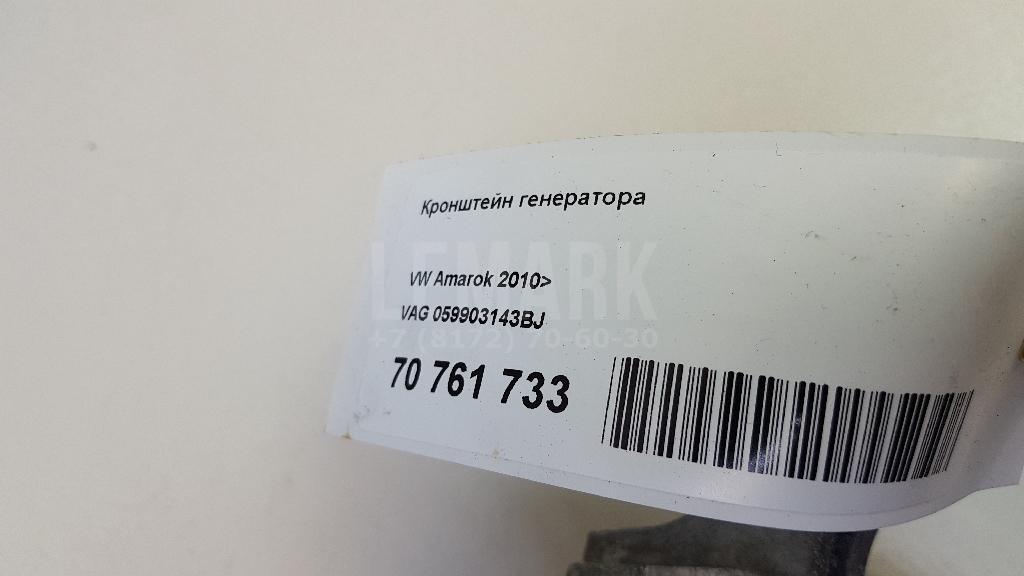 Кронштейн генератора
LEMARK
VW Amarok 2010>
VAG 059903143BJ
+7 (8172) 70-60-30
70 761 733